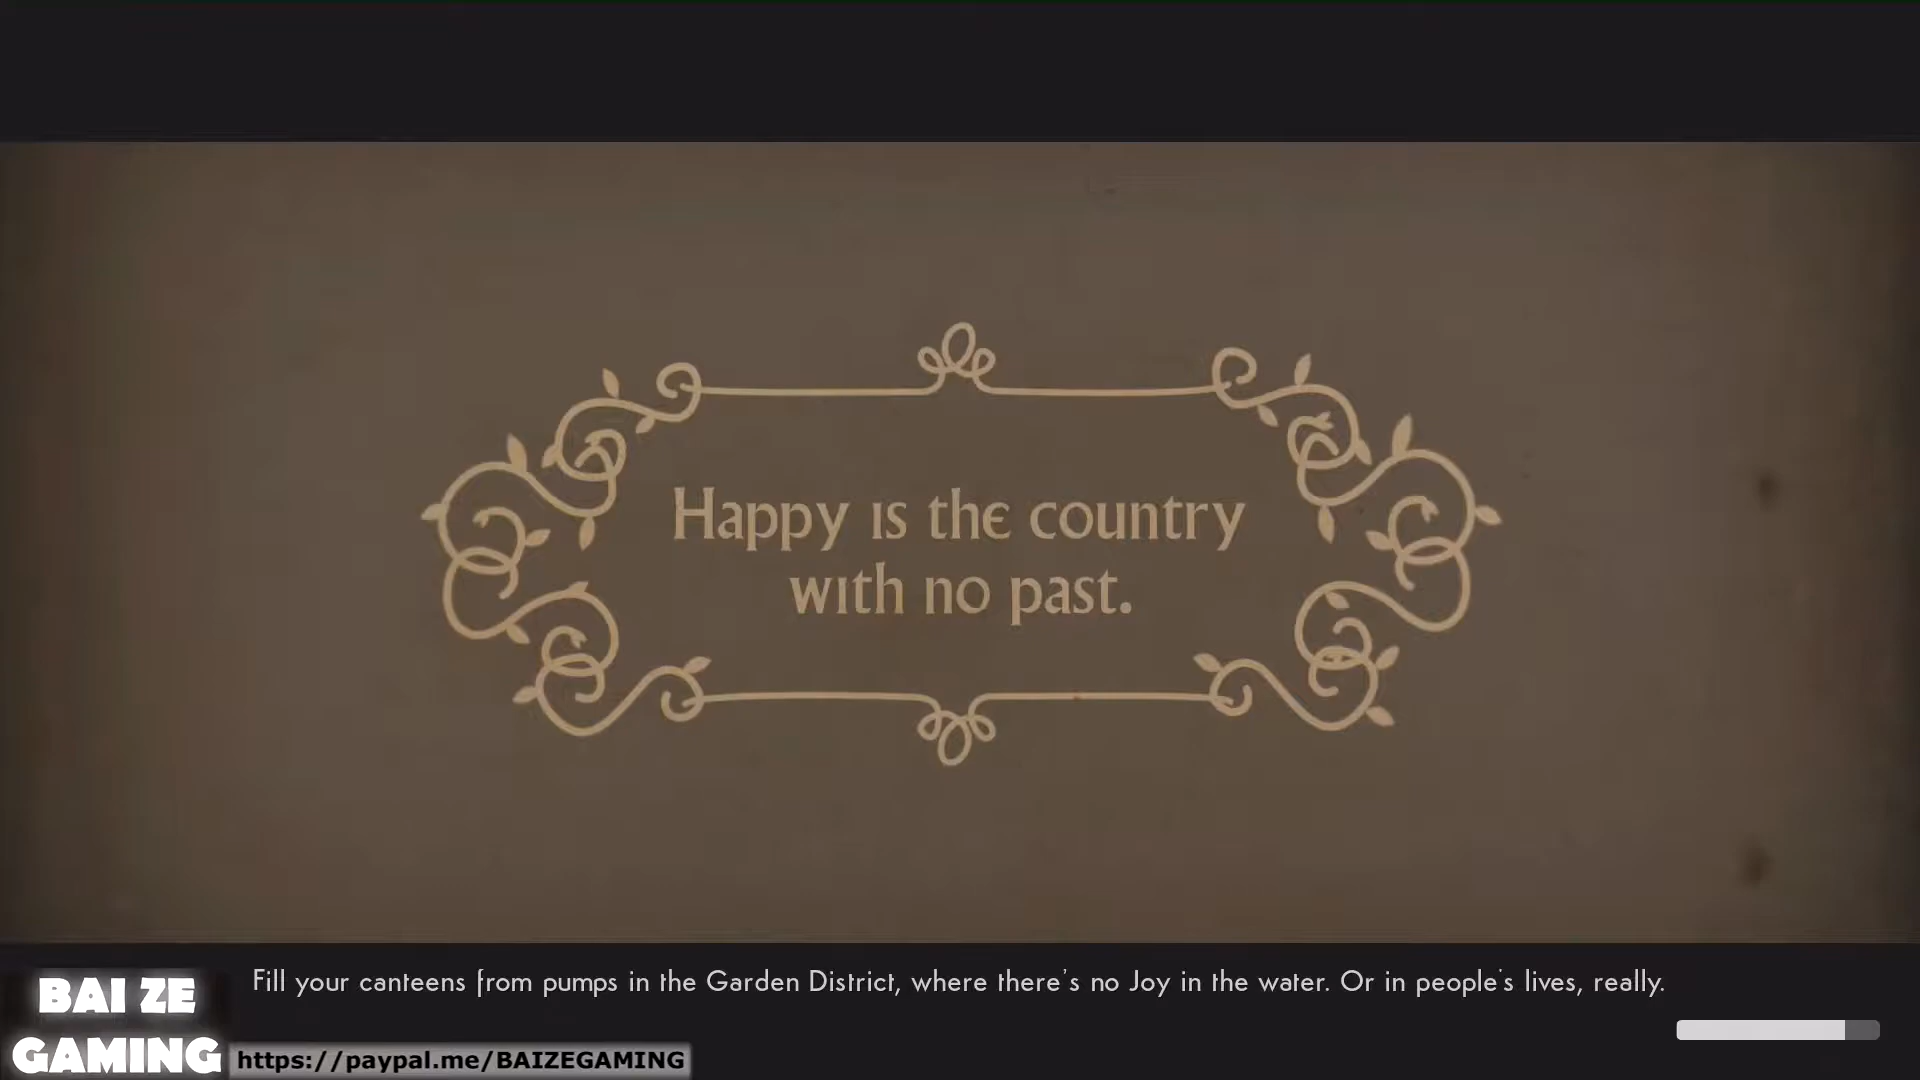 Happy is the country
with no past.
Fill your canteens from pumps in the Garden District, where there's no Joy in the water. Or in people's lives, really.
BAI ZE
GAMING
https://paypal.me/BAIZEGAMING